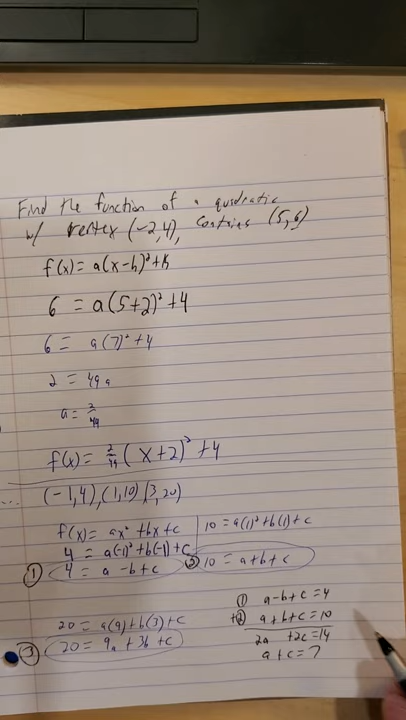 Find the function of a quadratic
w/ vertex (-2,4), contains (5,6)
f(x) = a(x-h)²+k
6 = a(5+2)²+4
6 = a(7)²+4
2 = 49a
a = 2/49
f(x) = 2/49 (x+2)²+4
... (-1,4), (1,10) (3,20)
f(x) = ax²+bx+c
4 = a(-1)²+b(-1)+c
① 4 = a-b+c
10 = a(1)²+b(1)+c
② 10 = a+b+c
20 = a(9)+b(3)+c
③ 20 = 9a+3b+c
① a-b+c=4
+② a+b+c=10
2a +2c=14
a+c=7